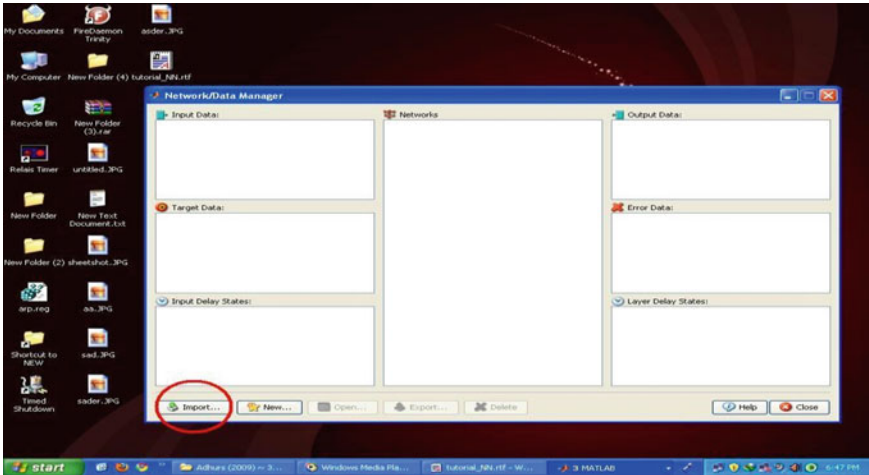 My Documents
FireDaemon Trinity
asder.JPG
My Computer
New Folder (4)
tutorial_NN.rtf
Recycle Bin
New Folder (3).rar
Relais Timer
untitled.JPG
New Folder
New Text Document.txt
New Folder (2)
sheetshot.JPG
arp.reg
aa.JPG
Shortcut to NEW
sad.JPG
Timed Shutdown
sader.JPG
Network/Data Manager
Input Data:
Networks
Output Data:
Target Data:
Error Data:
Input Delay States:
Layer Delay States:
Import...
New...
Open...
Export...
Delete
Help
Close
start
Adhurs (2009) ~ 3...
Windows Media Pla...
tutorial_NN.rtf - W...
3 MATLAB
6:47 PM